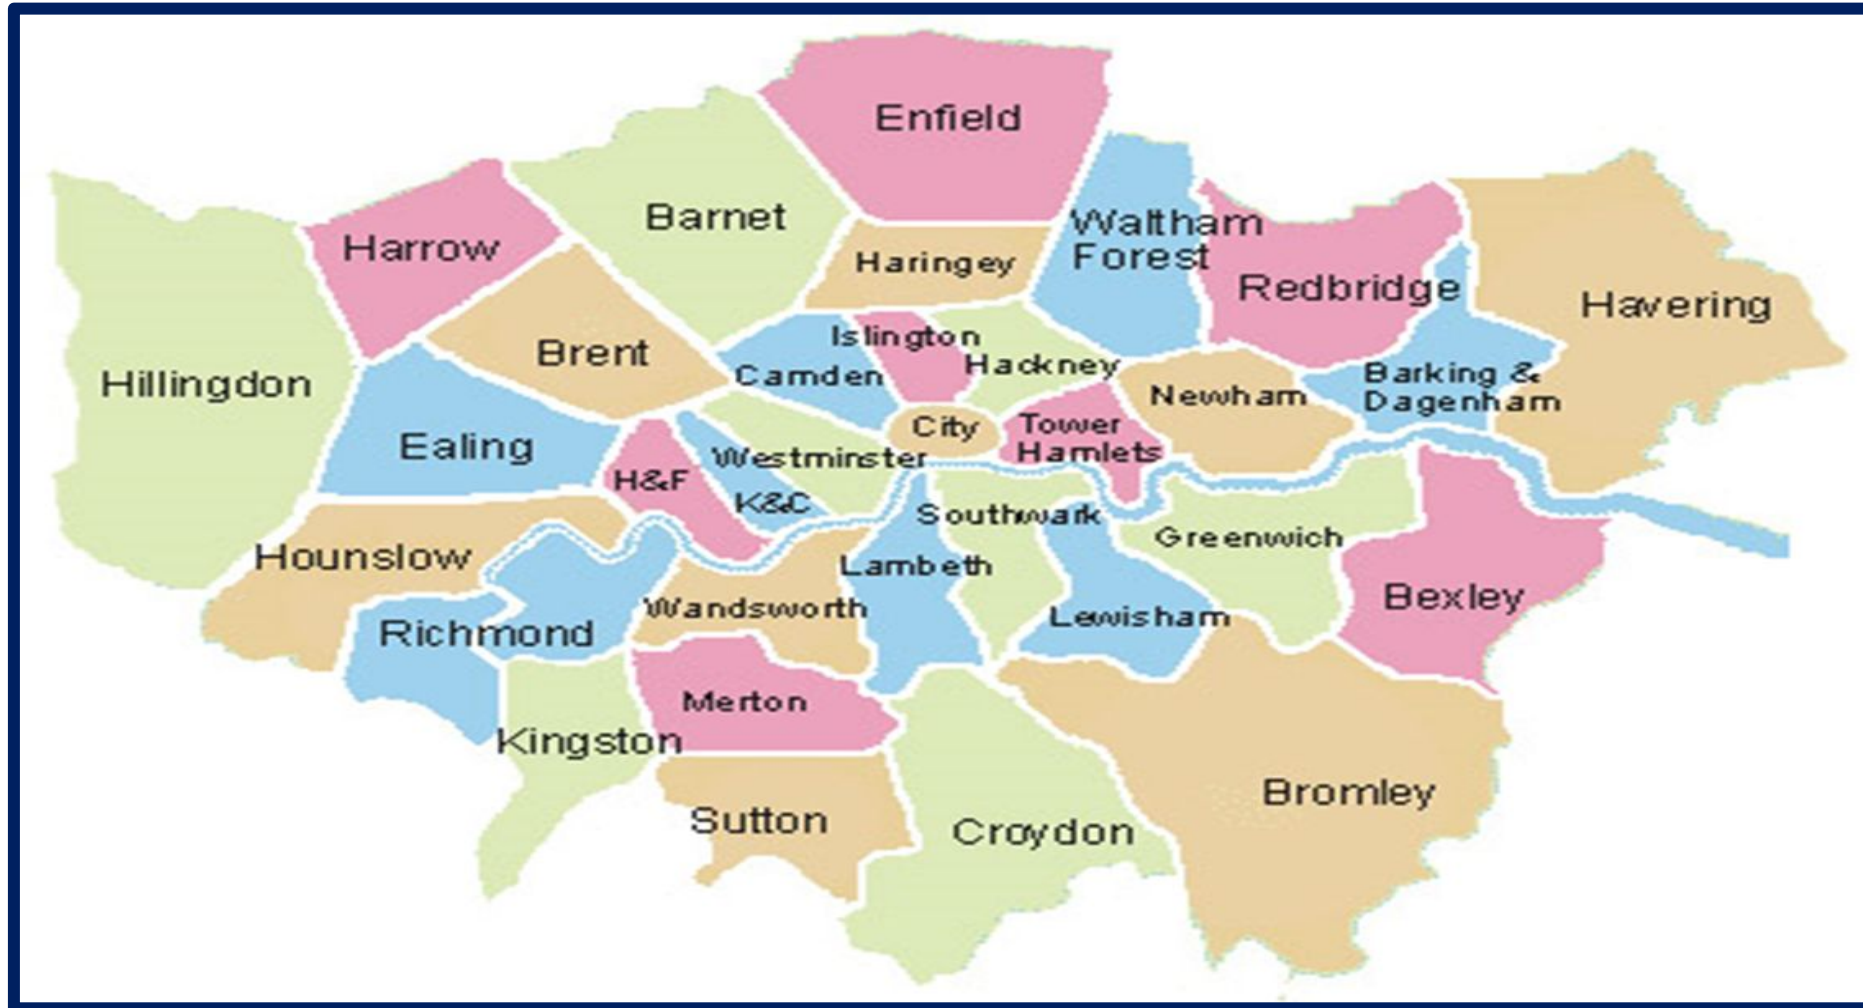 Enfield
Barnet
Waltham
Forest
Harrow
Haringey
Redbridge
Havering
Islington
Brent
Hackney
Camden
Hillingdon
Barking &
Dagenham
Newham
City
Tower
Hamlets
Ealing
Westminster
H&F
K&C
Southwark
Greenwich
Hounslow
Lambeth
Bexley
Wandsworth
Lewisham
Richmond
Merton
Kingston
Bromley
Sutton
Croydon